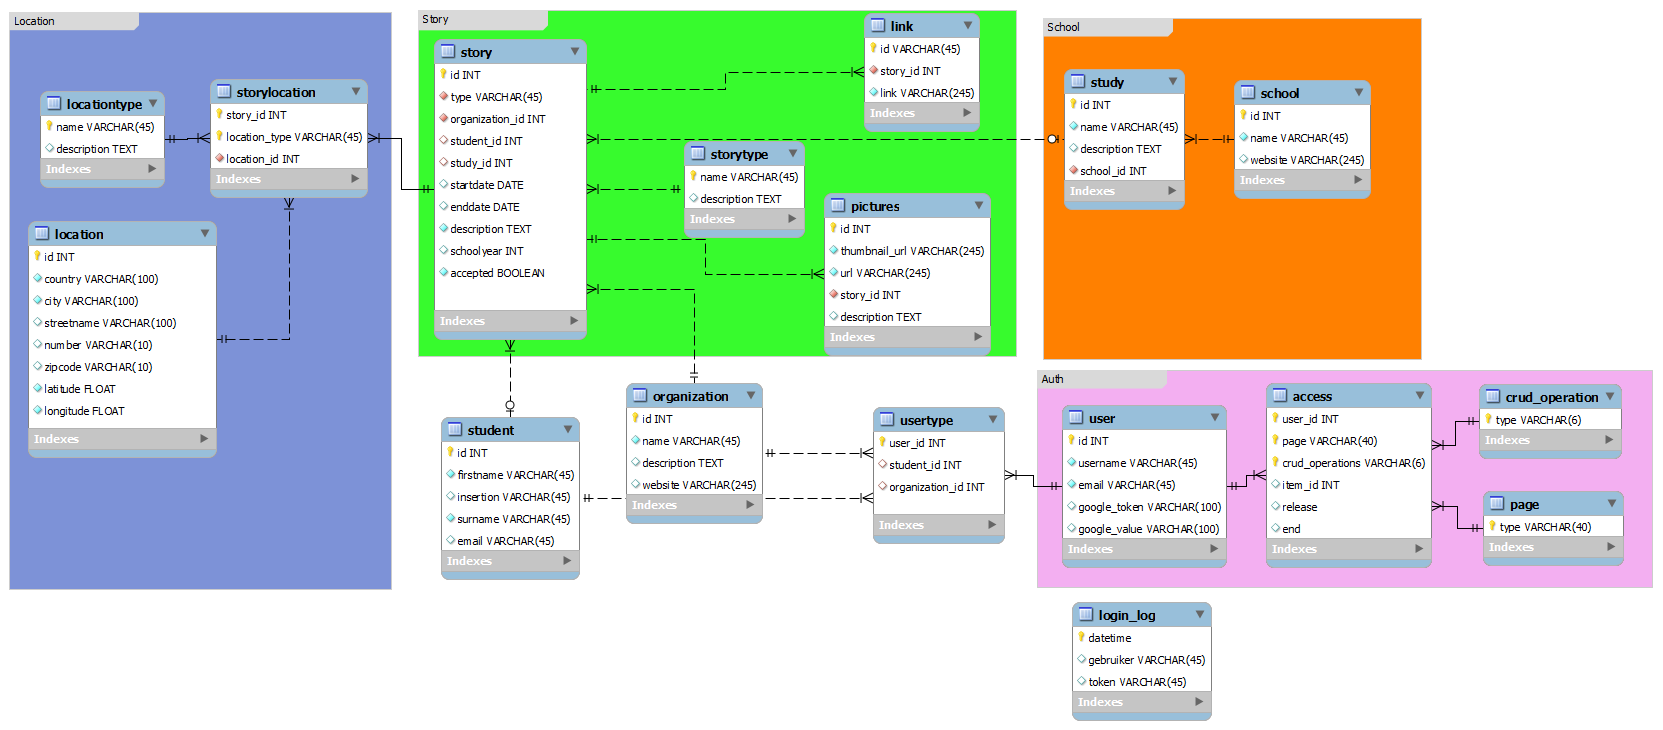 Location
locationtype
name VARCHAR(45)
description TEXT
Indexes
storylocation
story_id INT
location_type VARCHAR(45)
location_id INT
Indexes
location
id INT
country VARCHAR(100)
city VARCHAR(100)
streetname VARCHAR(100)
number VARCHAR(10)
zipcode VARCHAR(10)
latitude FLOAT
longitude FLOAT
Indexes
Story
story
id INT
type VARCHAR(45)
organization_id INT
student_id INT
study_id INT
startdate DATE
enddate DATE
description TEXT
schoolyear INT
accepted BOOLEAN
Indexes
link
id VARCHAR(45)
story_id INT
link VARCHAR(245)
Indexes
storytype
name VARCHAR(45)
description TEXT
Indexes
pictures
id INT
thumbnail_url VARCHAR(245)
url VARCHAR(245)
story_id INT
description TEXT
Indexes
School
study
id INT
name VARCHAR(45)
description TEXT
school_id INT
Indexes
school
id INT
name VARCHAR(45)
website VARCHAR(245)
Indexes
student
id INT
firstname VARCHAR(45)
insertion VARCHAR(45)
surname VARCHAR(45)
email VARCHAR(45)
Indexes
organization
id INT
name VARCHAR(45)
description TEXT
website VARCHAR(245)
Indexes
usertype
user_id INT
student_id INT
organization_id INT
Indexes
Auth
user
id INT
username VARCHAR(45)
email VARCHAR(45)
google_token VARCHAR(100)
google_value VARCHAR(100)
Indexes
access
user_id INT
page VARCHAR(40)
crud_operations VARCHAR(6)
item_id INT
release
end
Indexes
crud_operation
type VARCHAR(6)
Indexes
page
type VARCHAR(40)
Indexes
login_log
datetime
gebruiker VARCHAR(45)
token VARCHAR(45)
Indexes